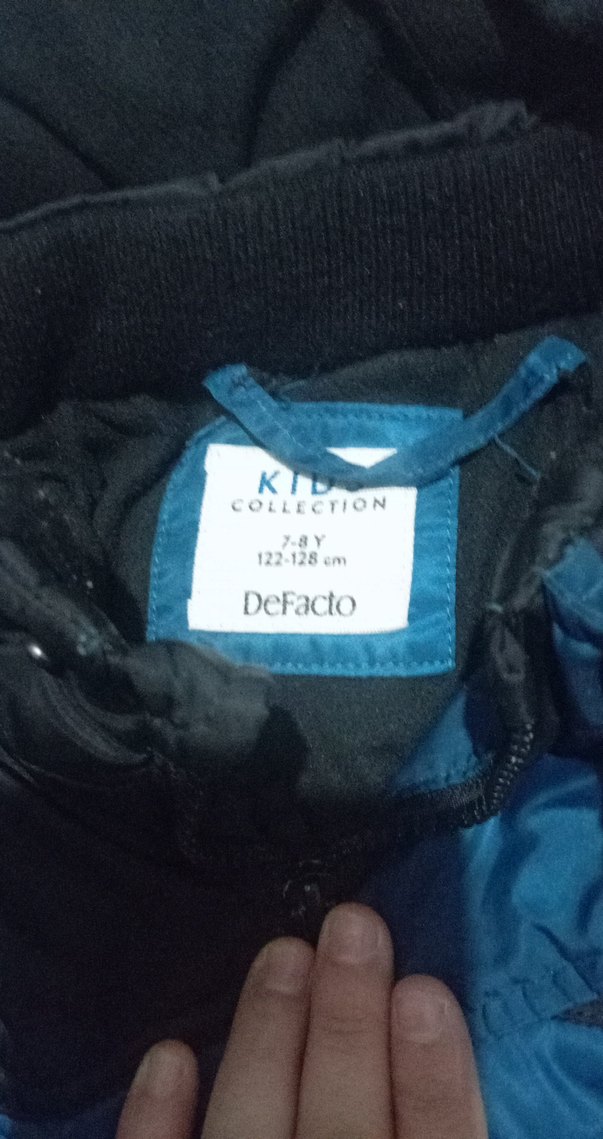 KIDS
COLLECTION
7-8 Y
122-128 cm
DeFacto